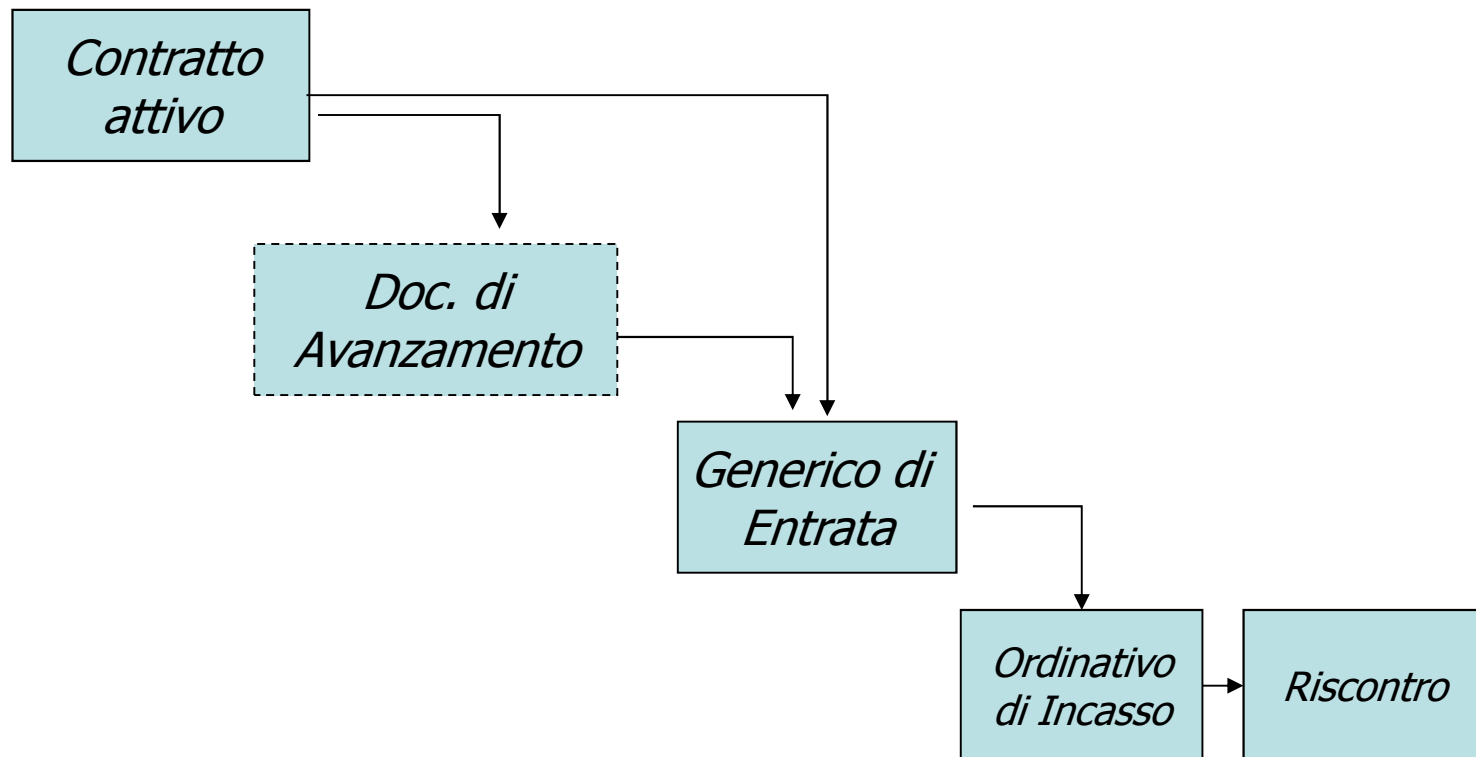 Contratto
attivo
Doc. di
Avanzamento
Generico di
Entrata
Ordinativo
di Incasso
Riscontro